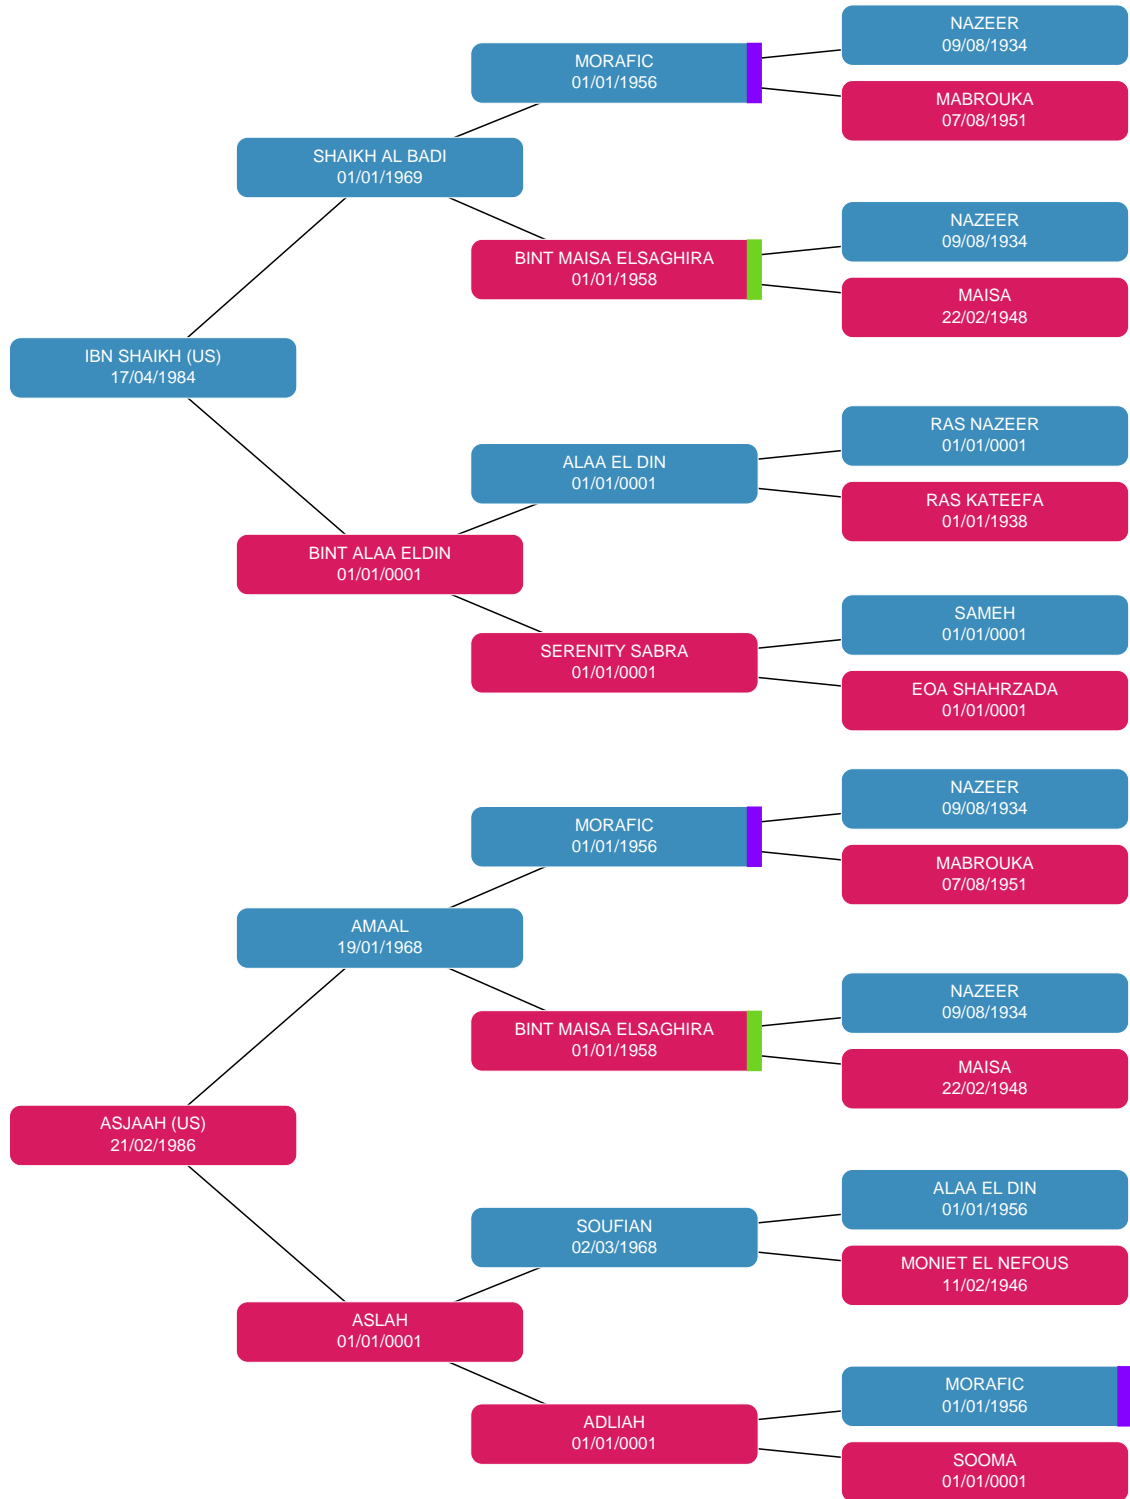 NAZEER
09/08/1934
MORAFIC
01/01/1956
MABROUKA
07/08/1951
SHAIKH AL BADI
01/01/1969
NAZEER
09/08/1934
BINT MAISA ELSAGHIRA
01/01/1958
MAISA
22/02/1948
IBN SHAIKH (US)
17/04/1984
RAS NAZEER
01/01/0001
ALAA EL DIN
01/01/0001
RAS KATEEFA
01/01/1938
BINT ALAA ELDIN
01/01/0001
SAMEH
01/01/0001
SERENITY SABRA
01/01/0001
EOA SHAHRZADA
01/01/0001
NAZEER
09/08/1934
MORAFIC
01/01/1956
MABROUKA
07/08/1951
AMAAL
19/01/1968
NAZEER
09/08/1934
BINT MAISA ELSAGHIRA
01/01/1958
MAISA
22/02/1948
ASJAAH (US)
21/02/1986
ALAA EL DIN
01/01/1956
SOUFIAN
02/03/1968
MONIET EL NEFOUS
11/02/1946
ASLAH
01/01/0001
MORAFIC
01/01/1956
ADLIAH
01/01/0001
SOOMA
01/01/0001